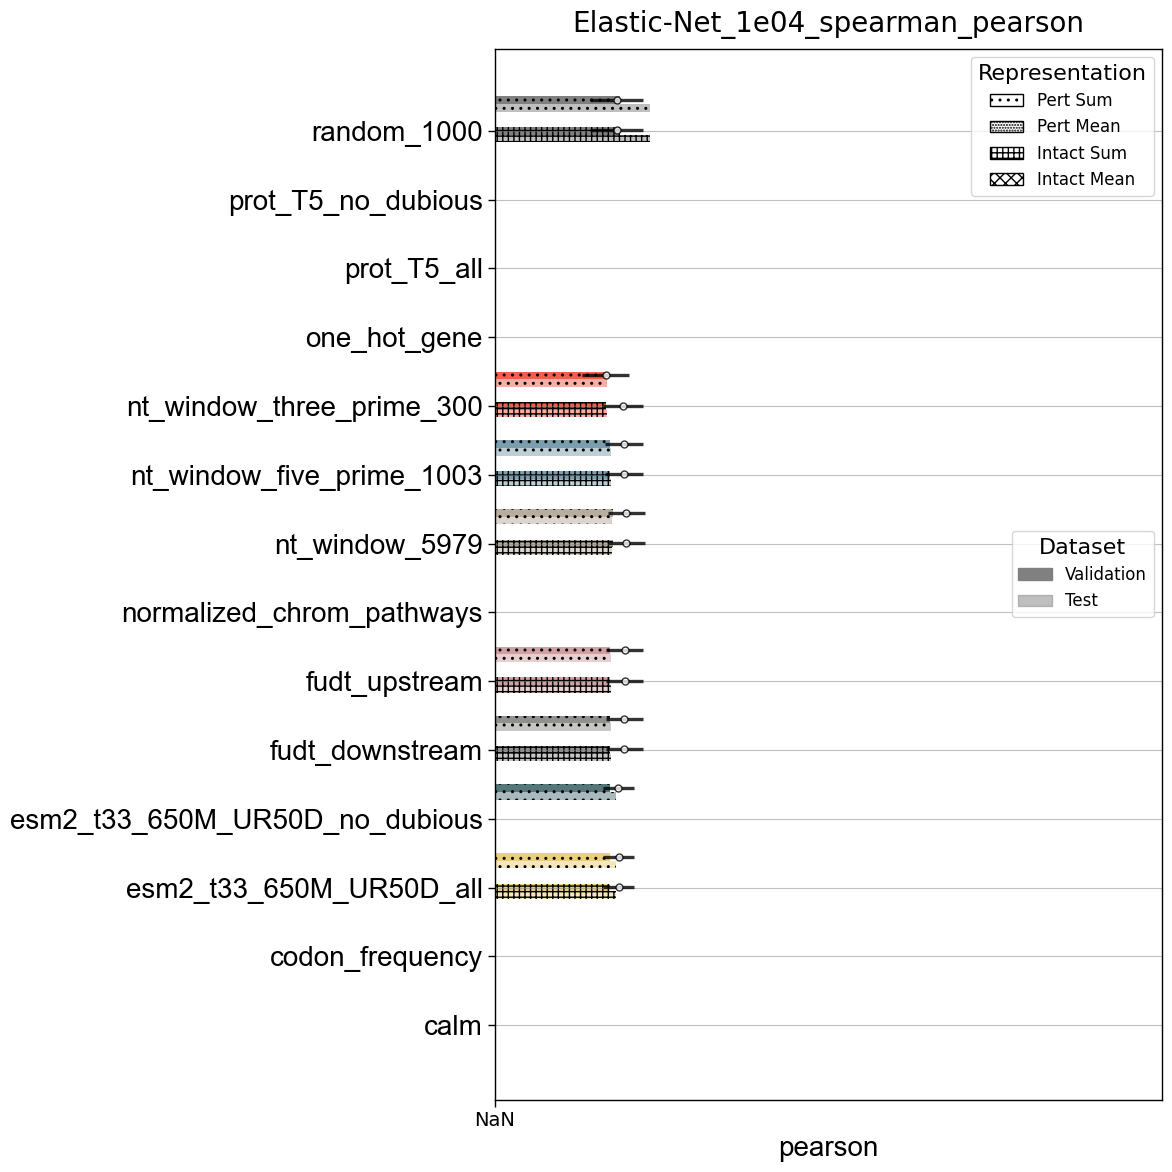 Elastic-Net_1e04_spearman_pearson
Representation
Pert Sum
Pert Mean
Intact Sum
Intact Mean
random_1000
prot_T5_no_dubious
prot_T5_all
one_hot_gene
nt_window_three_prime_300
nt_window_five_prime_1003
nt_window_5979
Dataset
Validation
Test
normalized_chrom_pathways
fudt_upstream
fudt_downstream
esm2_t33_650M_UR50D_no_dubious
esm2_t33_650M_UR50D_all
codon_frequency
calm
NaN
pearson